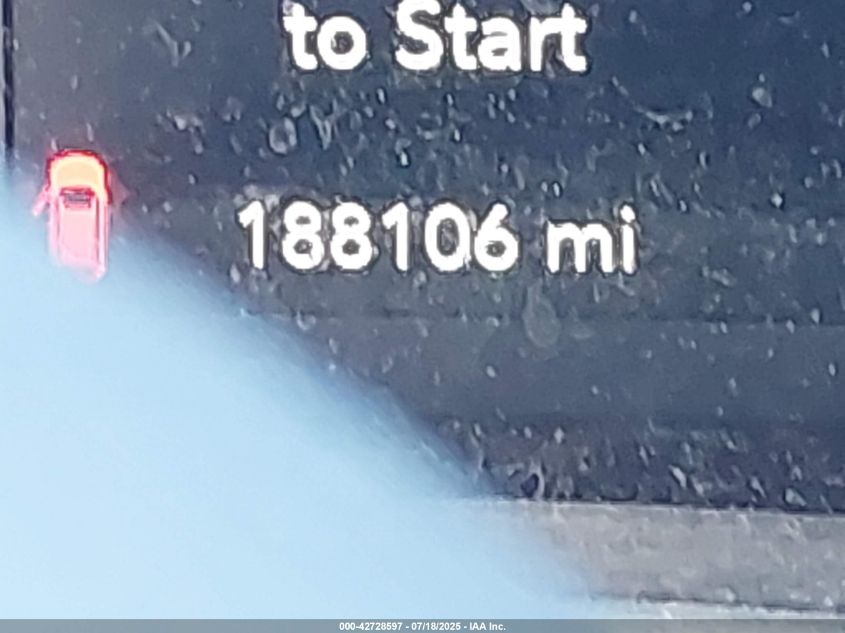 to Start
188106 mi
000-42728597 - 07/18/2025 - IAA Inc.